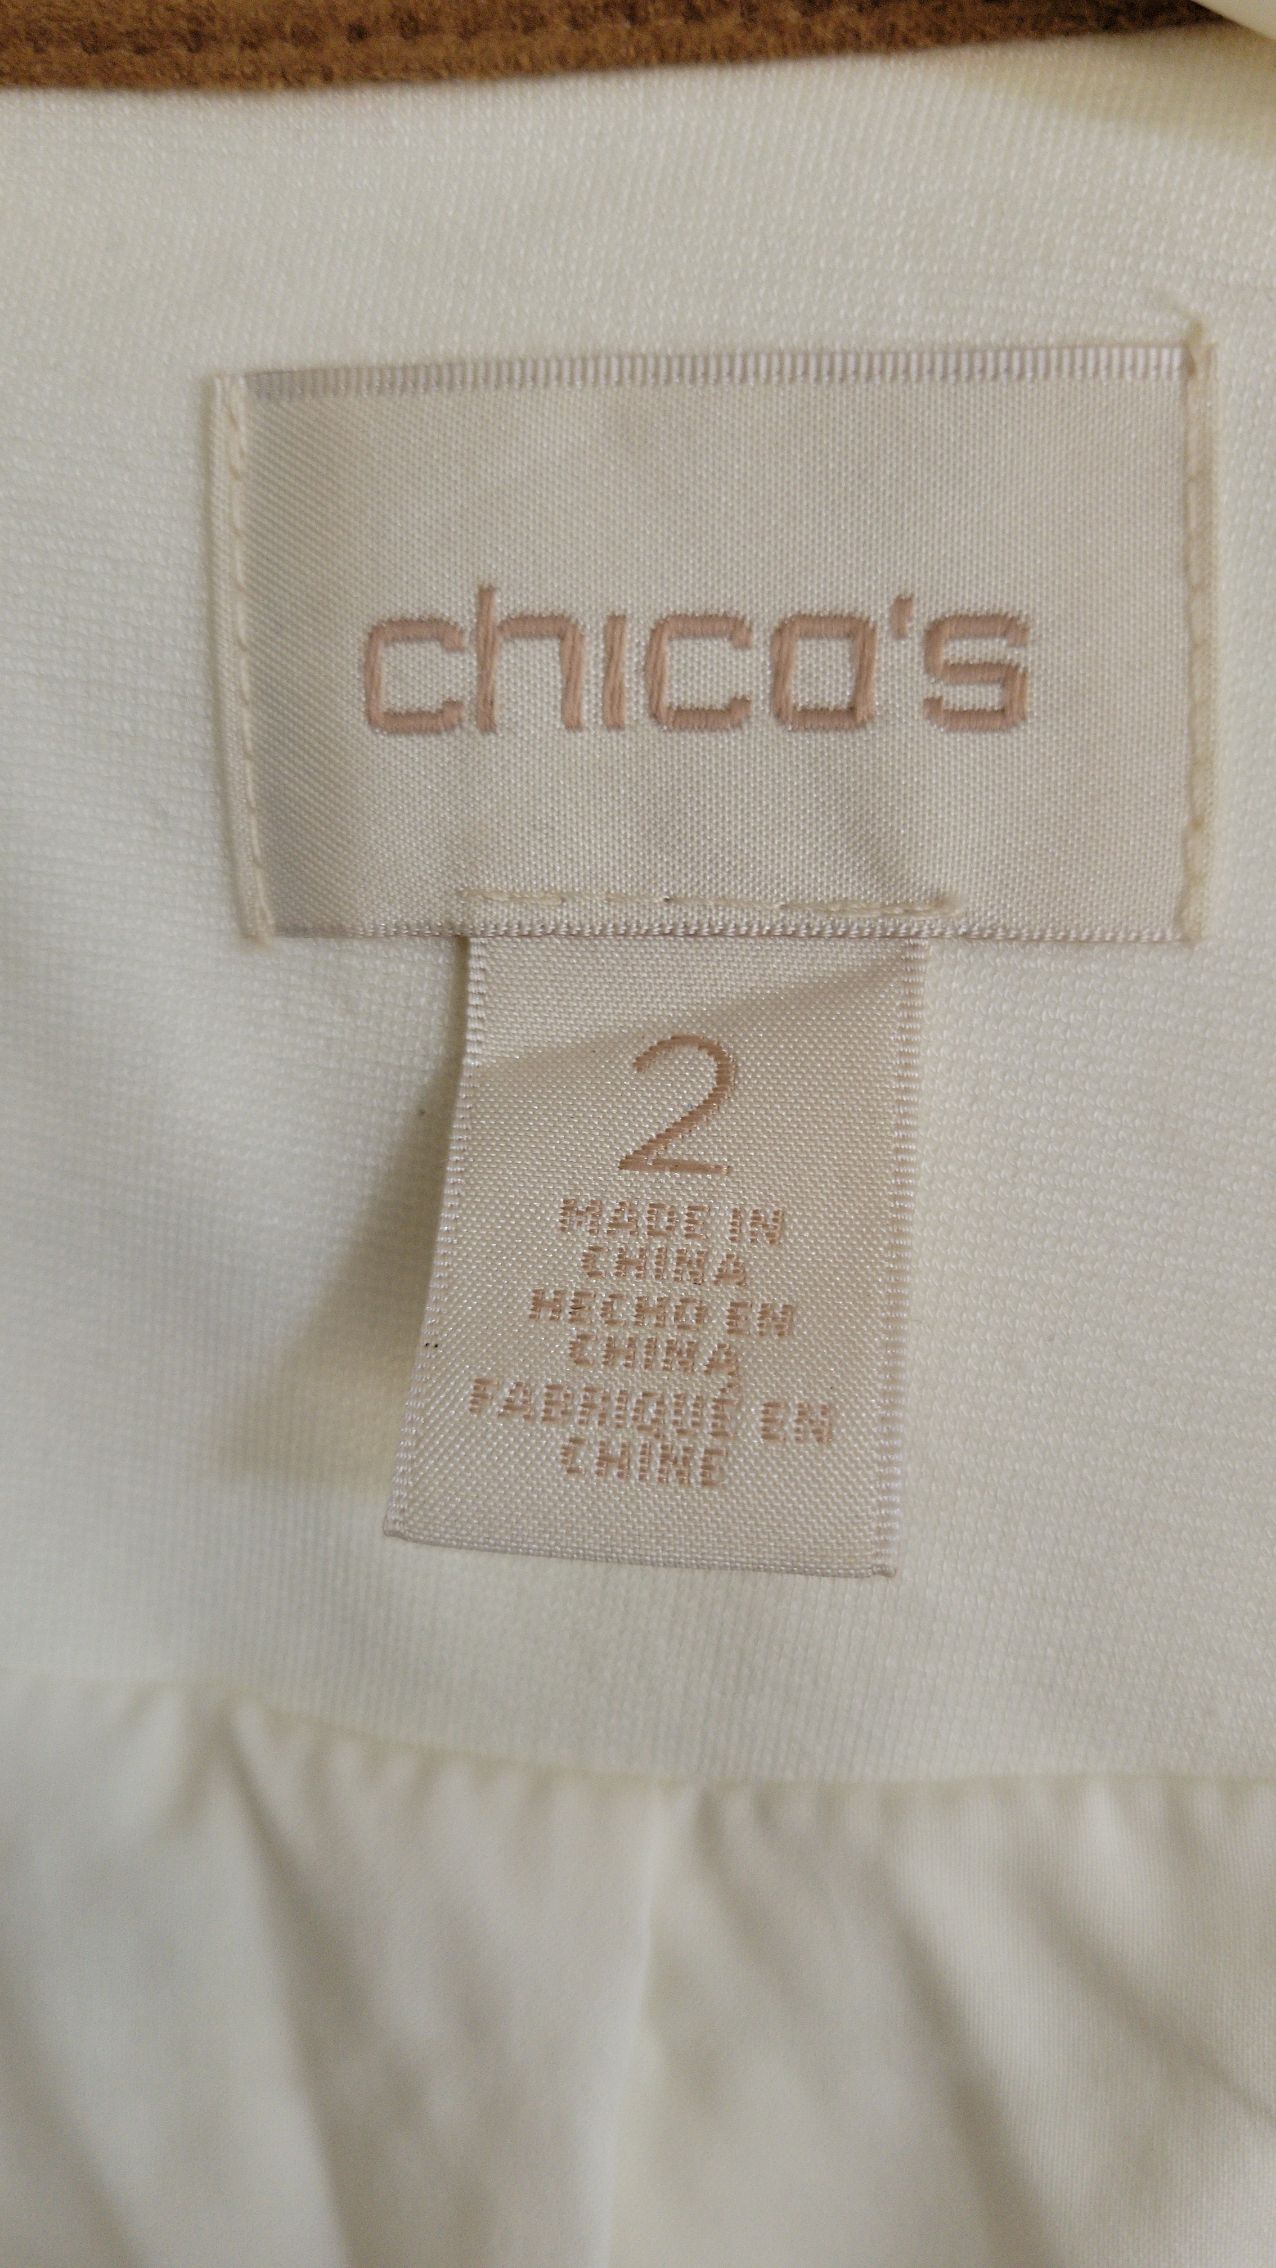 chico's
2
MADE IN
CHINA
HECHO EN
CHINA
FABRIQUÉ EN
CHINE